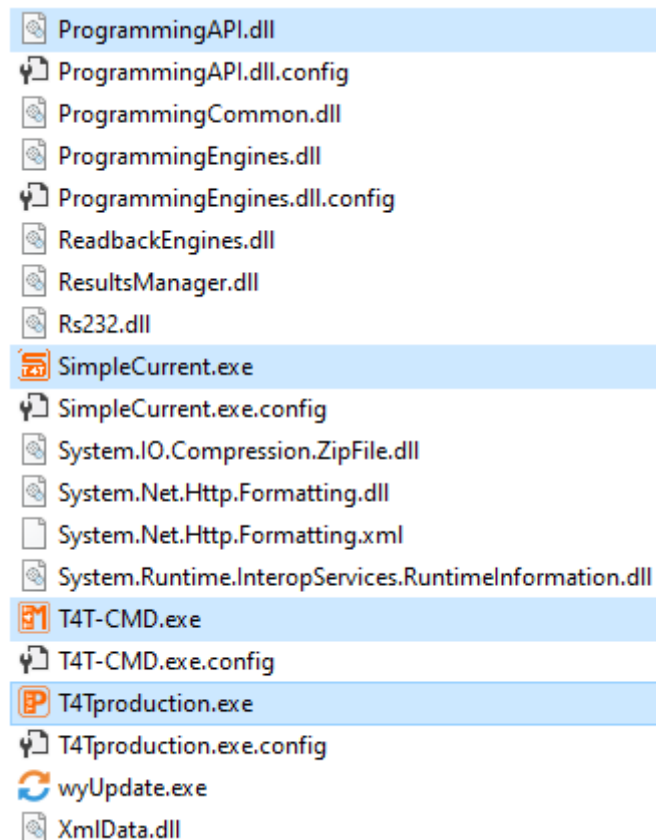 ProgrammingAPI.dll
ProgrammingAPI.dll.config
ProgrammingCommon.dll
ProgrammingEngines.dll
ProgrammingEngines.dll.config
ReadbackEngines.dll
ResultsManager.dll
Rs232.dll
SimpleCurrent.exe
SimpleCurrent.exe.config
System.IO.Compression.ZipFile.dll
System.Net.Http.Formatting.dll
System.Net.Http.Formatting.xml
System.Runtime.InteropServices.RuntimeInformation.dll
T4T-CMD.exe
T4T-CMD.exe.config
T4Tproduction.exe
T4Tproduction.exe.config
wyUpdate.exe
XmlData.dll